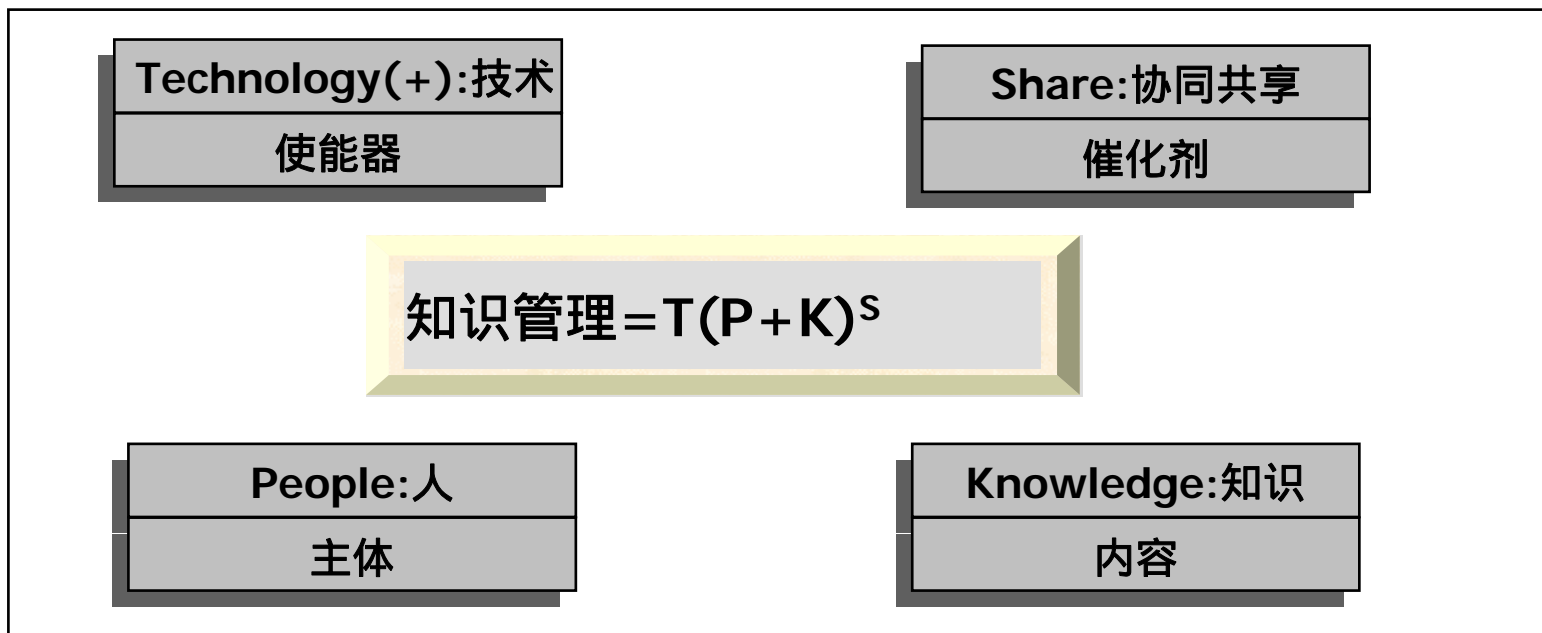 Technology(+):技术
使能器
Share:协同共享
催化剂
知识管理=T(P+K)ˢ
People:人
主体
Knowledge:知识
内容